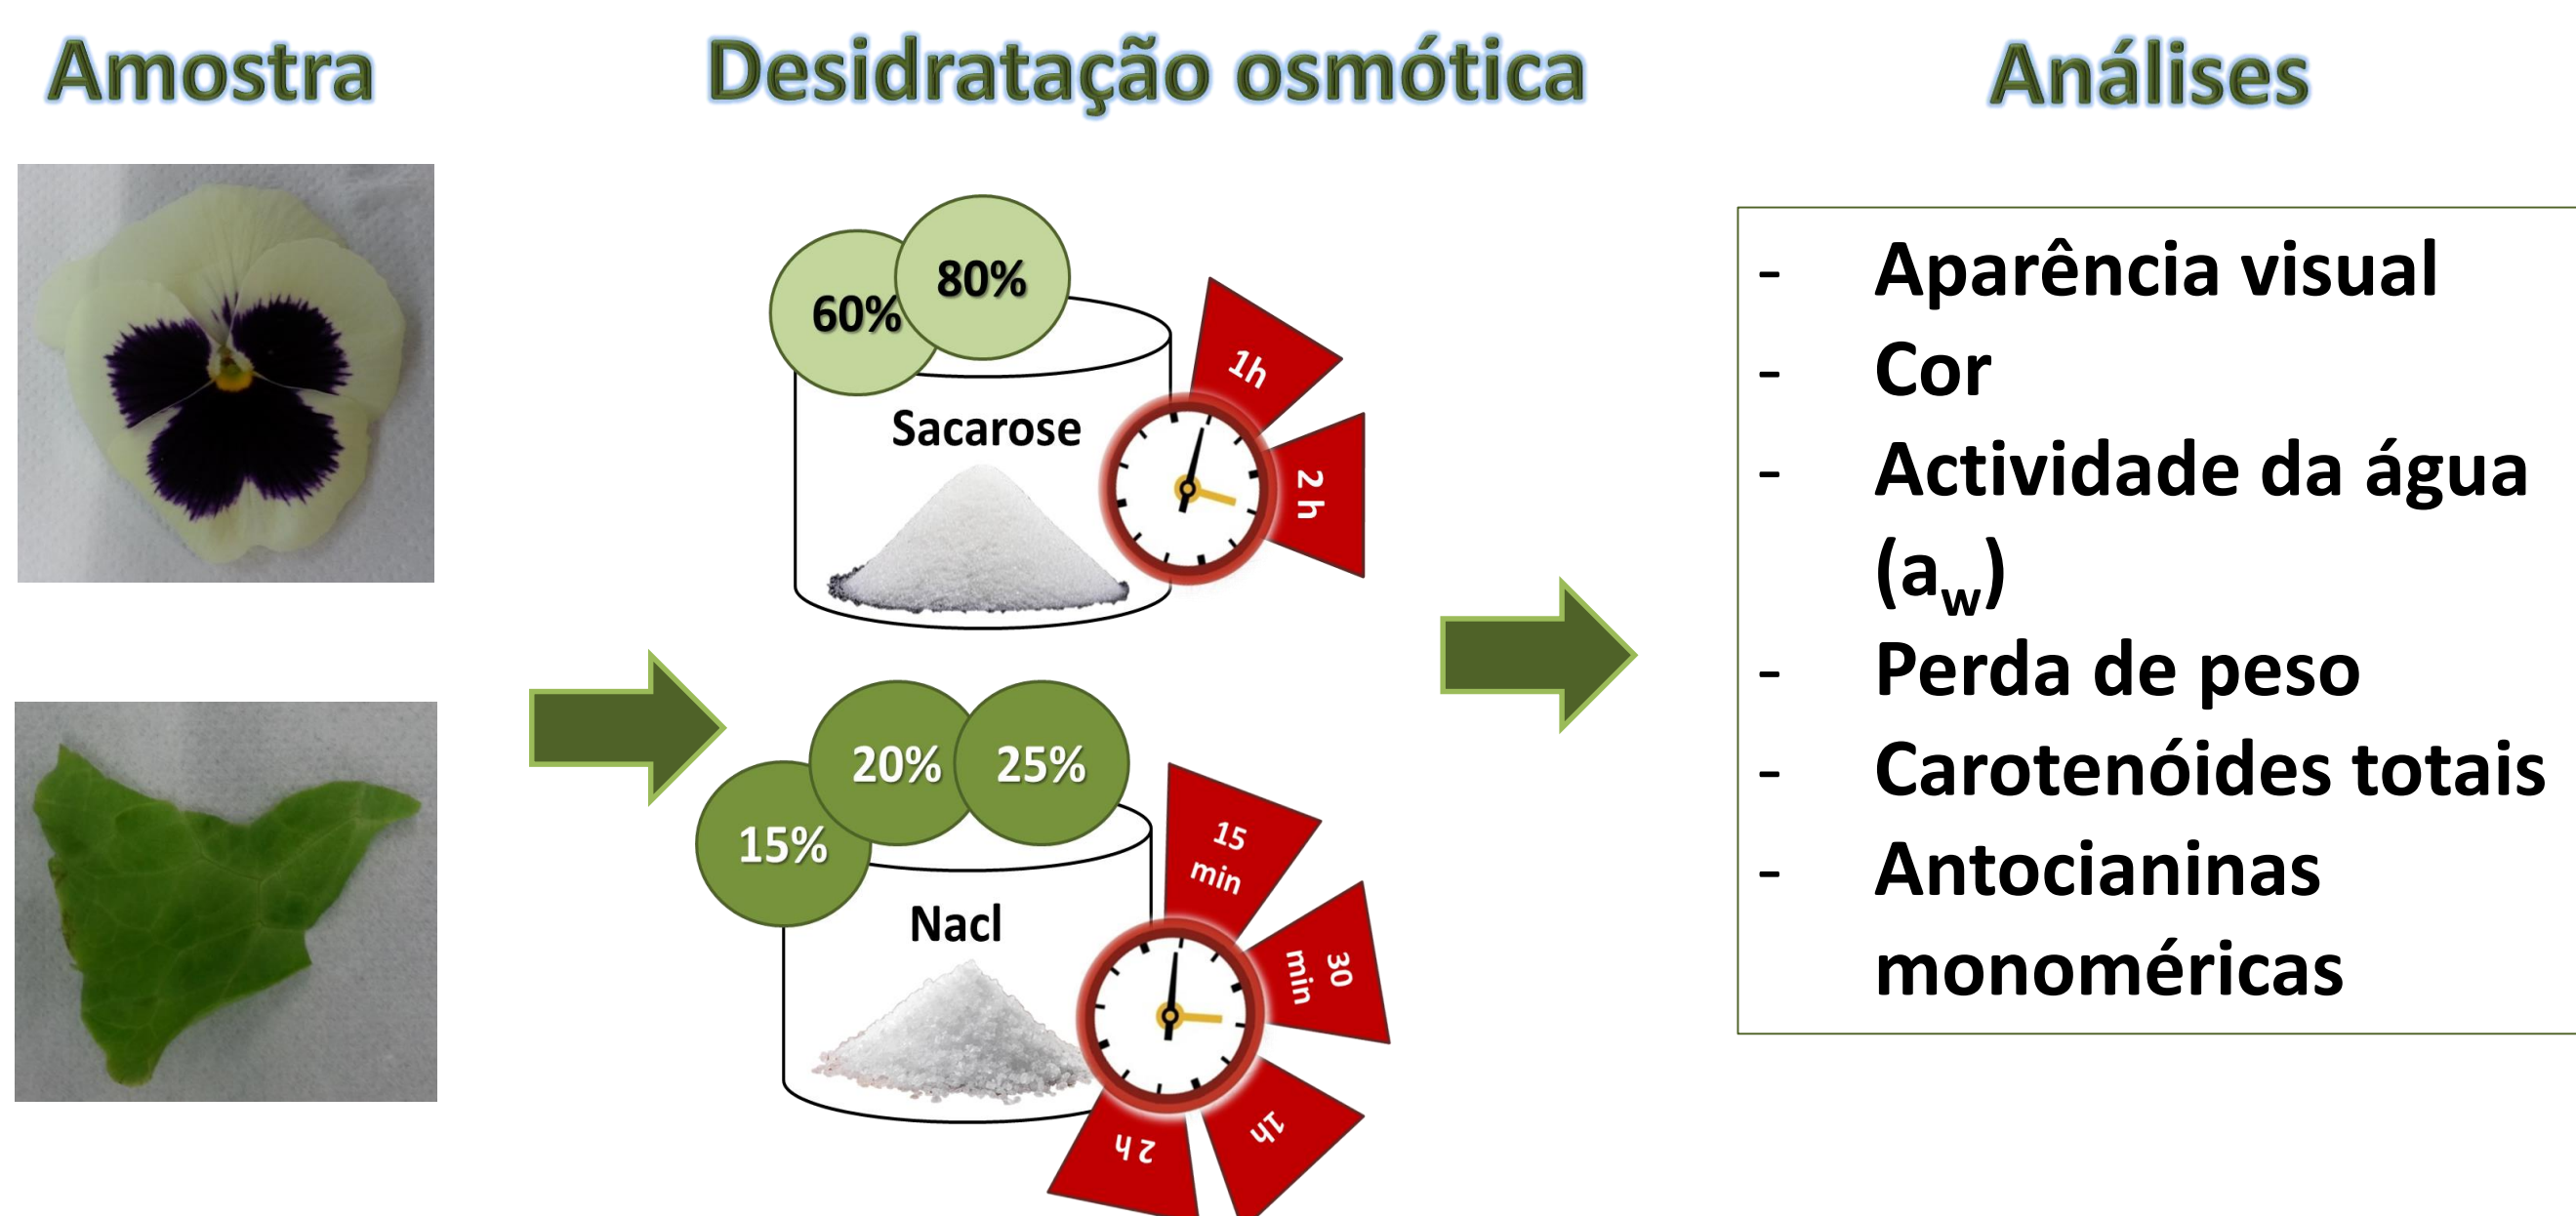 Amostra
Desidratação osmótica
Análises
60%
80%
Sacarose
1h
2 h
15%
20%
25%
Nacl
15
min
30
min
1h
2 h
- Aparência visual
- Cor
- Actividade da água
(aw)
- Perda de peso
- Carotenóides totais
- Antocianinas
monoméricas